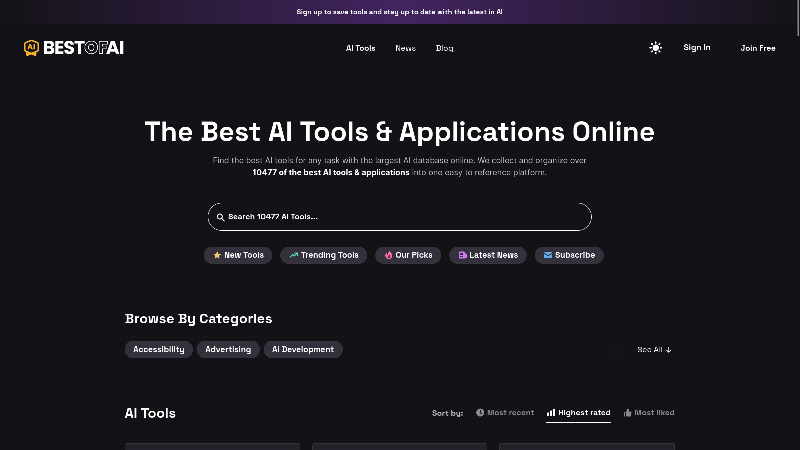 Sign up to save tools and stay up to date with the latest in AI
AI BESTOFAI
AI Tools
News
Blog
Sign In
Join Free
The Best AI Tools & Applications Online
Find the best AI tools for any task with the largest AI database online. We collect and organize over
10477 of the best AI tools & applications into one easy to reference platform.
Search 10477 AI Tools...
New Tools
Trending Tools
Our Picks
Latest News
Subscribe
Browse By Categories
Accessibility
Advertising
AI Development
See All
AI Tools
Sort by:
Most recent
Highest rated
Most liked